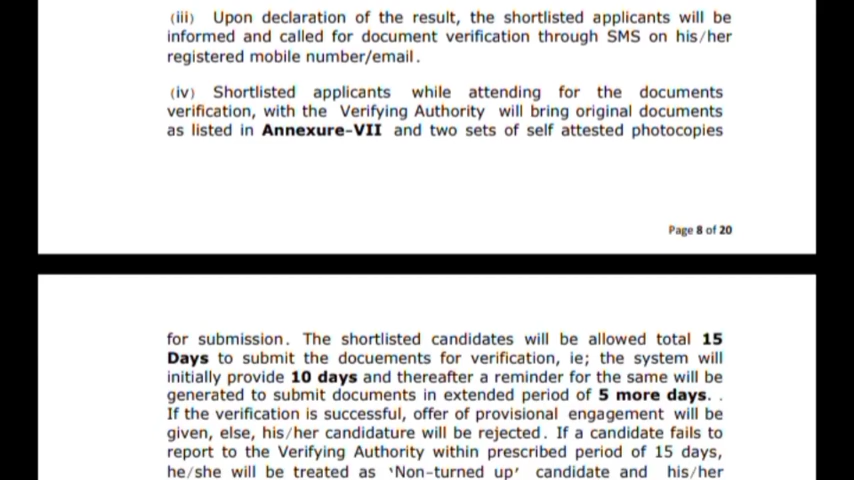 (iii) Upon declaration of the result, the shortlisted applicants will be
informed and called for document verification through SMS on his/her
registered mobile number/email.
(iv) Shortlisted applicants while attending for the documents
verification, with the Verifying Authority will bring original documents
as listed in Annexure-VII and two sets of self attested photocopies
Page 8 of 20
for submission. The shortlisted candidates will be allowed total 15
Days to submit the docuements for verification, ie; the system will
initially provide 10 days and thereafter a reminder for the same will be
generated to submit documents in extended period of 5 more days. .
If the verification is successful, offer of provisional engagement will be
given, else, his/her candidature will be rejected. If a candidate fails to
report to the Verifying Authority within prescribed period of 15 days,
he/she will be treated as 'Non-turned up' candidate and his/her